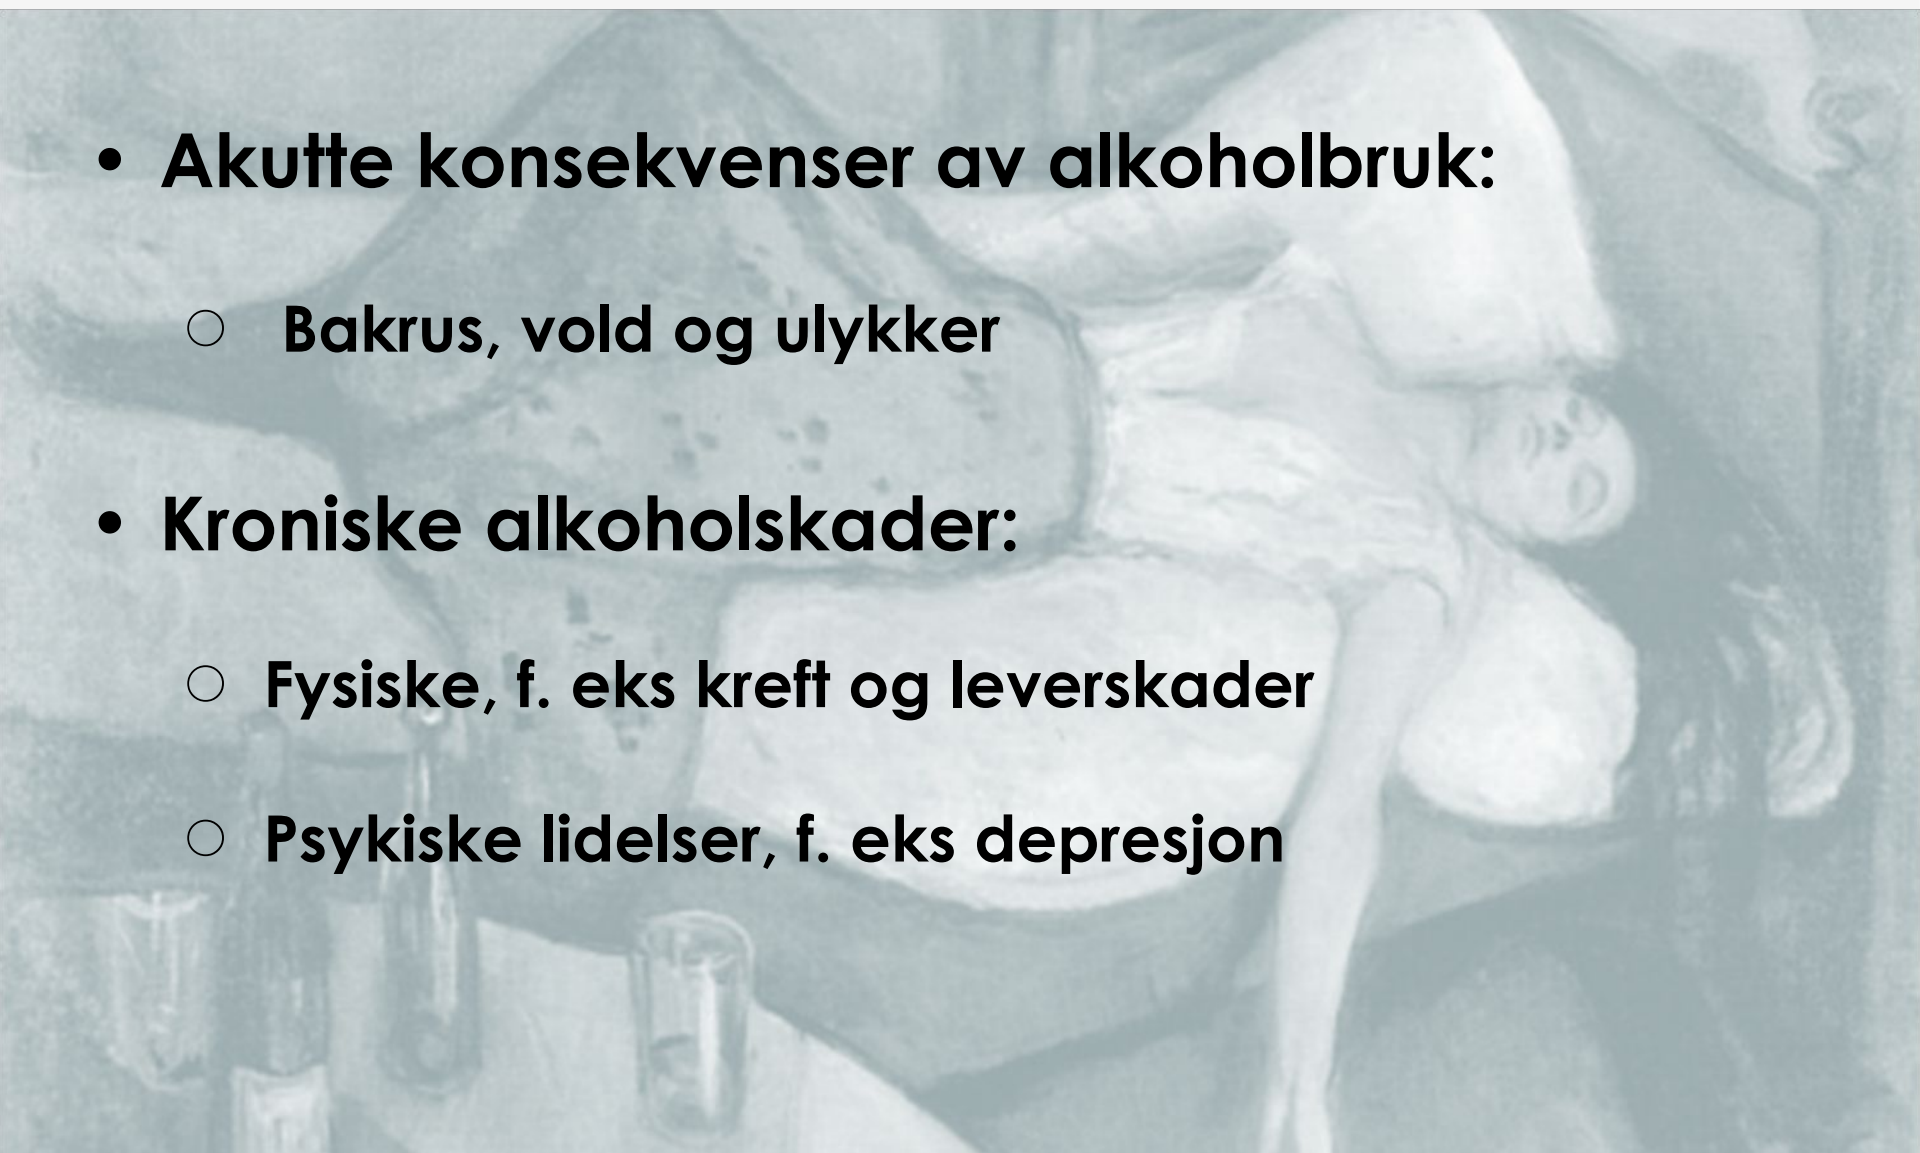 • Akutte konsekvenser av alkoholbruk:
○ Bakrus, vold og ulykker
• Kroniske alkoholskader:
○ Fysiske, f. eks kreft og leverskader
○ Psykiske lidelser, f. eks depresjon